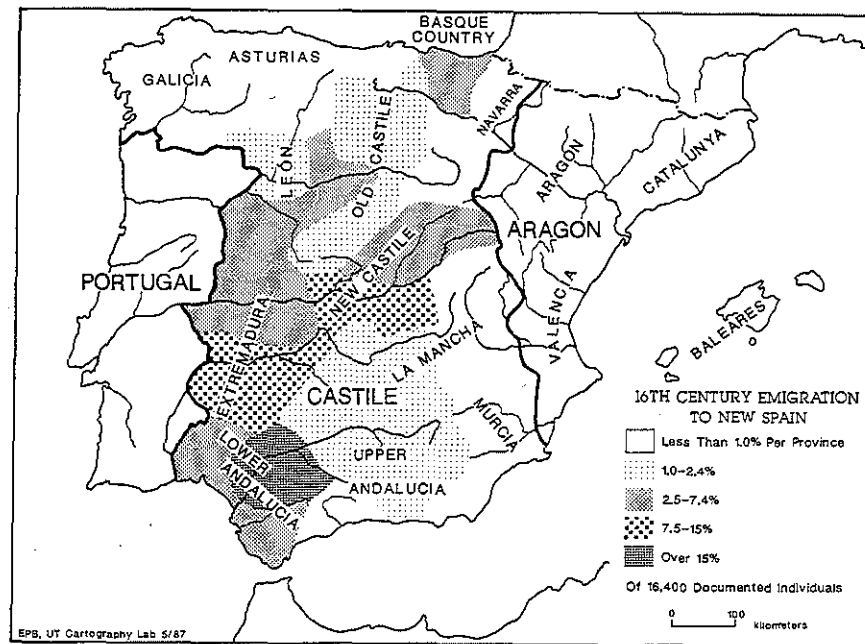 BASQUE
COUNTRY
ASTURIAS
GALICIA
NAVARRA
LEÓN
OLD CASTILE
ARAGON
CATALUNYA
ARAGON
PORTUGAL
NEW CASTILE
EXTREMADURA
VALENCIA
BALEARES
LA MANCHA
CASTILE
MURCIA
LOWER
ANDALUCIA
UPPER
ANDALUCIA
16TH CENTURY EMIGRATION
TO NEW SPAIN
Less Than 1.0% Per Province
1.0-2.4%
2.5-7.4%
7.5-15%
Over 15%
Of 16,400 Documented Individuals
0 100
kilometers
EPB, UT Cartography Lab 5/87